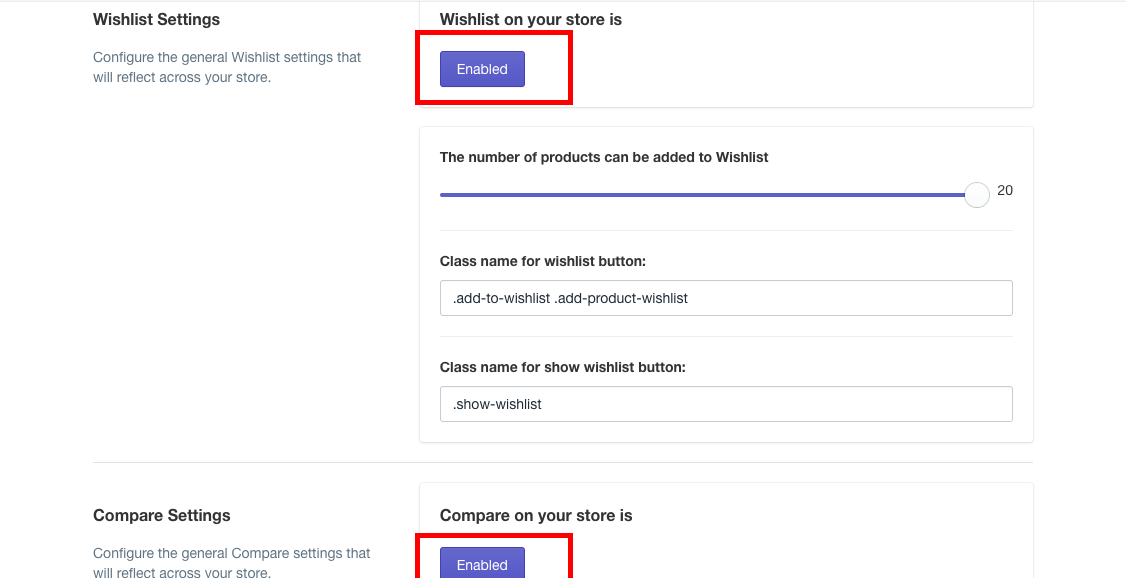 Wishlist Settings
Wishlist on your store is
Configure the general Wishlist settings that
will reflect across your store.
Enabled
The number of products can be added to Wishlist
20
Class name for wishlist button:
.add-to-wishlist .add-product-wishlist
Class name for show wishlist button:
.show-wishlist
Compare Settings
Compare on your store is
Configure the general Compare settings that
will reflect across your store.
Enabled